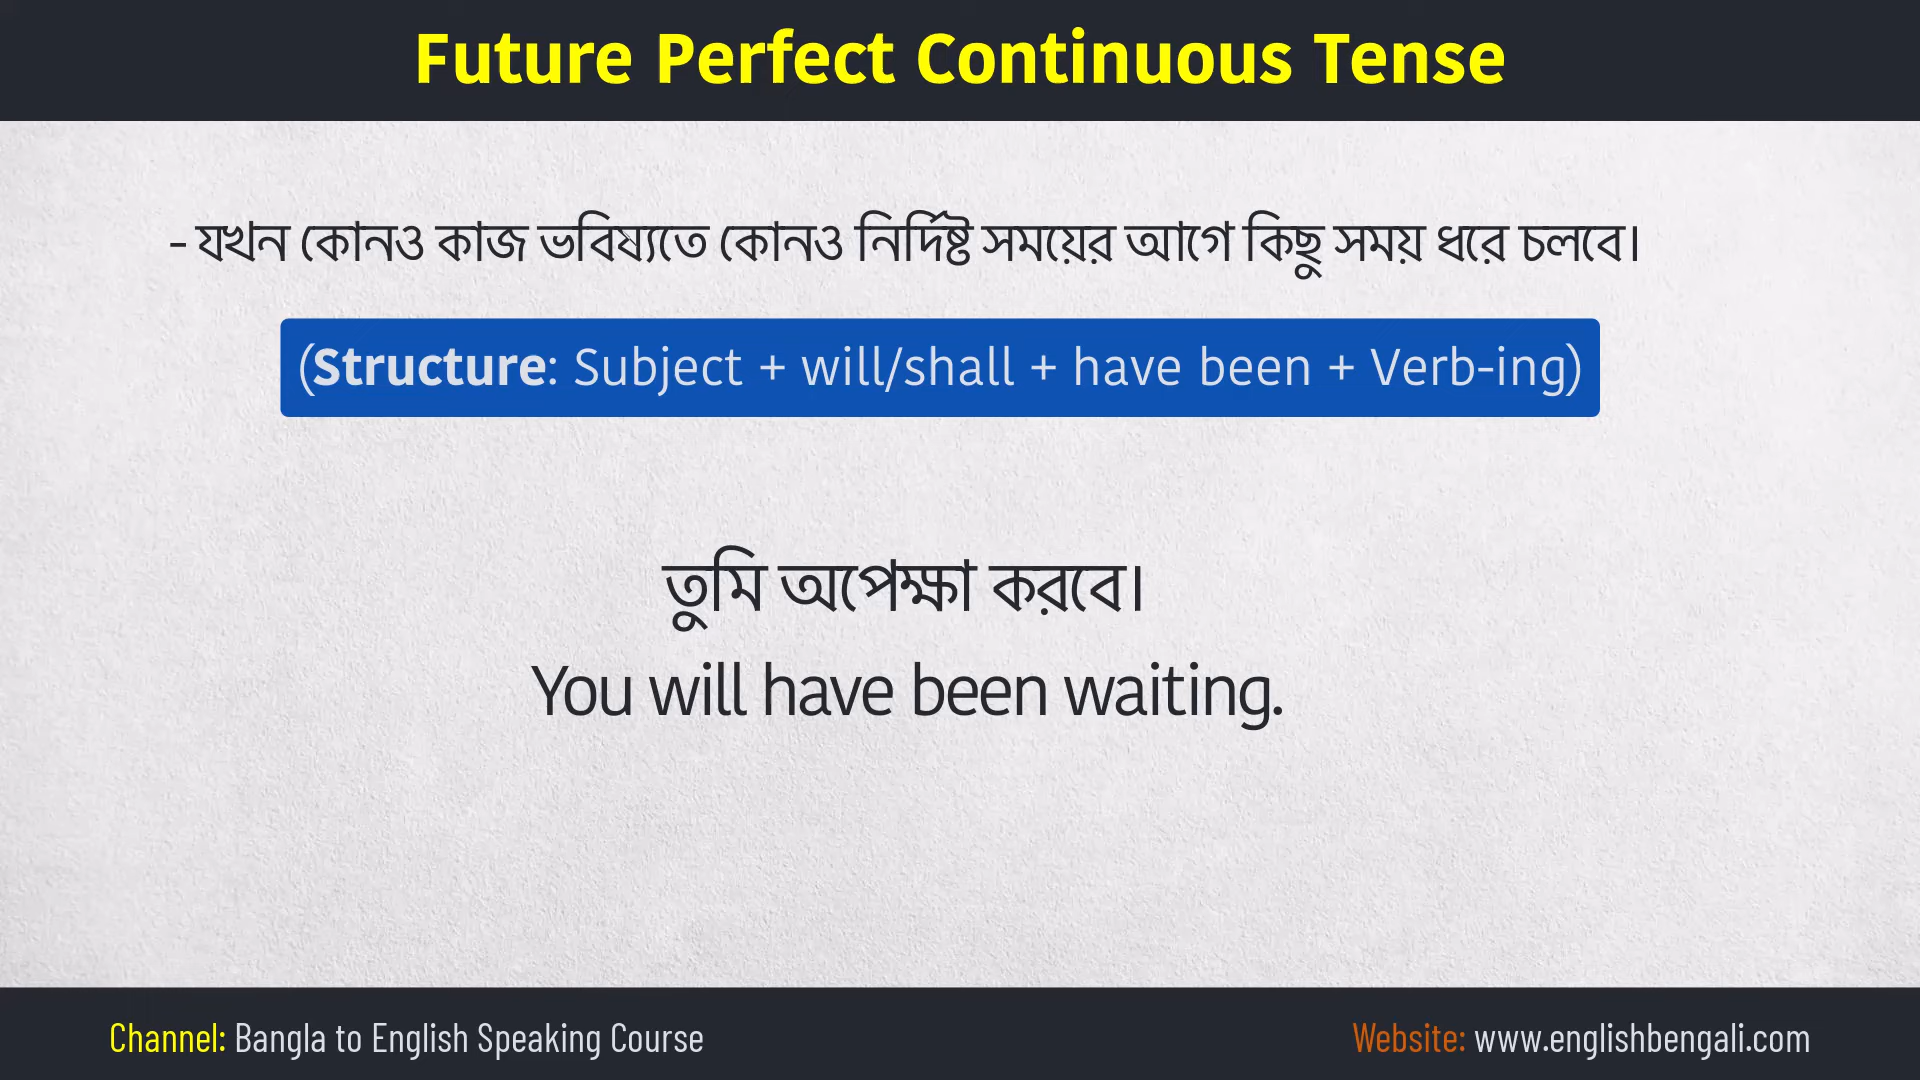 Future Perfect Continuous Tense
- যখন কোনও কাজ ভবিষ্যতে কোনও নির্দিষ্ট সময়ের আগে কিছু সময় ধরে চলবে।
(Structure: Subject + will/shall + have been + Verb-ing)
তুমি অপেক্ষা করবে।
You will have been waiting.
Channel: Bangla to English Speaking Course
Website: www.englishbengali.com